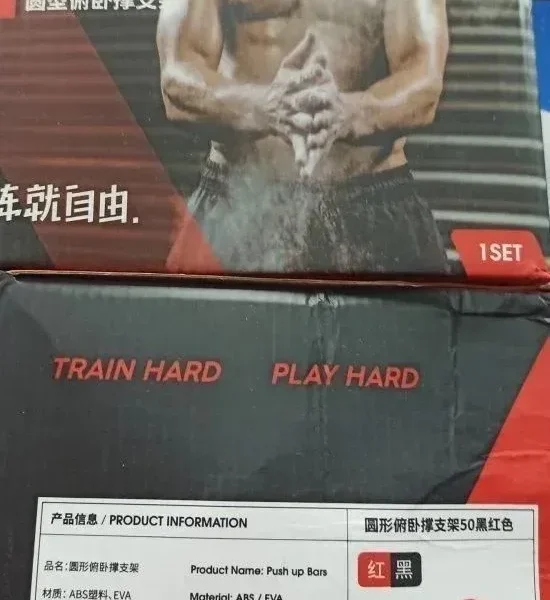 圆型俯卧撑支架
练就自由.
1SET
TRAIN HARD PLAY HARD
产品信息 / PRODUCT INFORMATION
圆形俯卧撑支架50黑红色
品名：圆形俯卧撑支架 Product Name: Push up Bars
红 黑
材质：ABS塑料、EVA Material: ABS / EVA